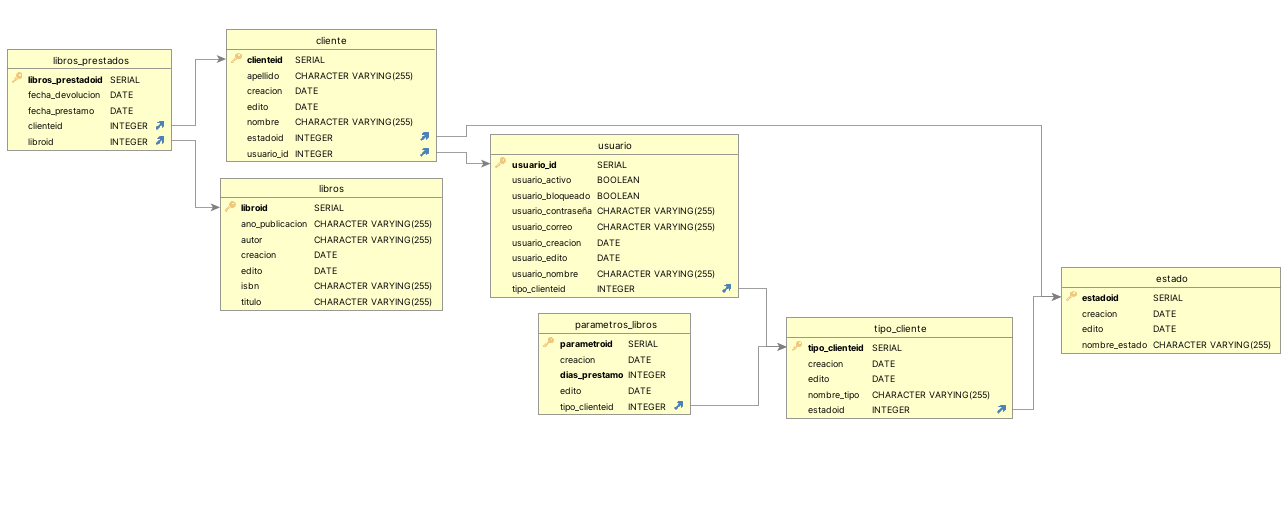 libros_prestados
libros_prestadoid SERIAL
fecha_devolucion DATE
fecha_prestamo DATE
clienteid INTEGER
libroid INTEGER
cliente
clienteid SERIAL
apellido CHARACTER VARYING(255)
creacion DATE
edito DATE
nombre CHARACTER VARYING(255)
estadoid INTEGER
usuario_id INTEGER
libros
libroid SERIAL
ano_publicacion CHARACTER VARYING(255)
autor CHARACTER VARYING(255)
creacion DATE
edito DATE
isbn CHARACTER VARYING(255)
titulo CHARACTER VARYING(255)
usuario
usuario_id SERIAL
usuario_activo BOOLEAN
usuario_bloqueado BOOLEAN
usuario_contraseña CHARACTER VARYING(255)
usuario_correo CHARACTER VARYING(255)
usuario_creacion DATE
usuario_edito DATE
usuario_nombre CHARACTER VARYING(255)
tipo_clienteid INTEGER
parametros_libros
parametroid SERIAL
creacion DATE
dias_prestamo INTEGER
edito DATE
tipo_clienteid INTEGER
tipo_cliente
tipo_clienteid SERIAL
creacion DATE
edito DATE
nombre_tipo CHARACTER VARYING(255)
estadoid INTEGER
estado
estadoid SERIAL
creacion DATE
edito DATE
nombre_estado CHARACTER VARYING(255)